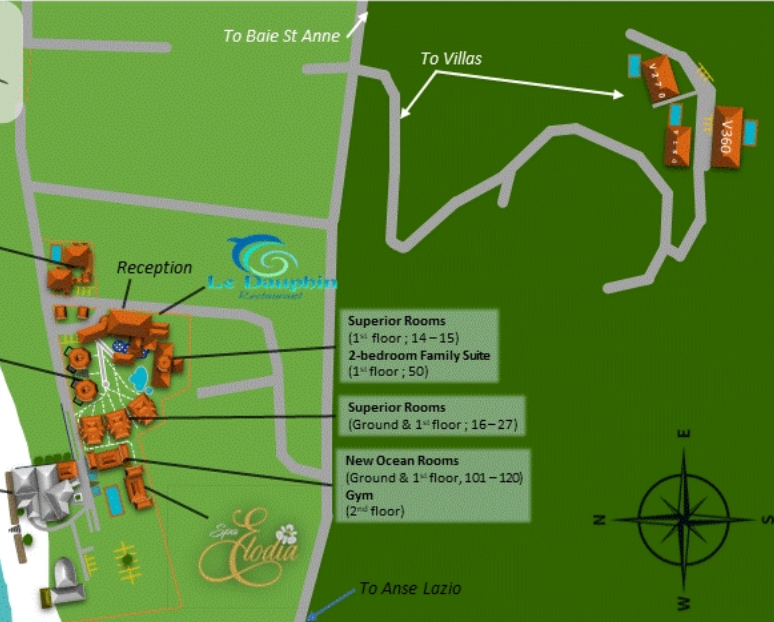 To Baie St Anne
To Villas
V360
Reception
Le Dauphin
Restaurant
Superior Rooms
(1st floor ; 14 – 15)
2-bedroom Family Suite
(1st floor ; 50)
Superior Rooms
(Ground & 1st floor ; 16 – 27)
New Ocean Rooms
(Ground & 1st floor, 101 – 120)
Gym
(2nd floor)
Spa
Elodia
To Anse Lazio
E
N
S
W